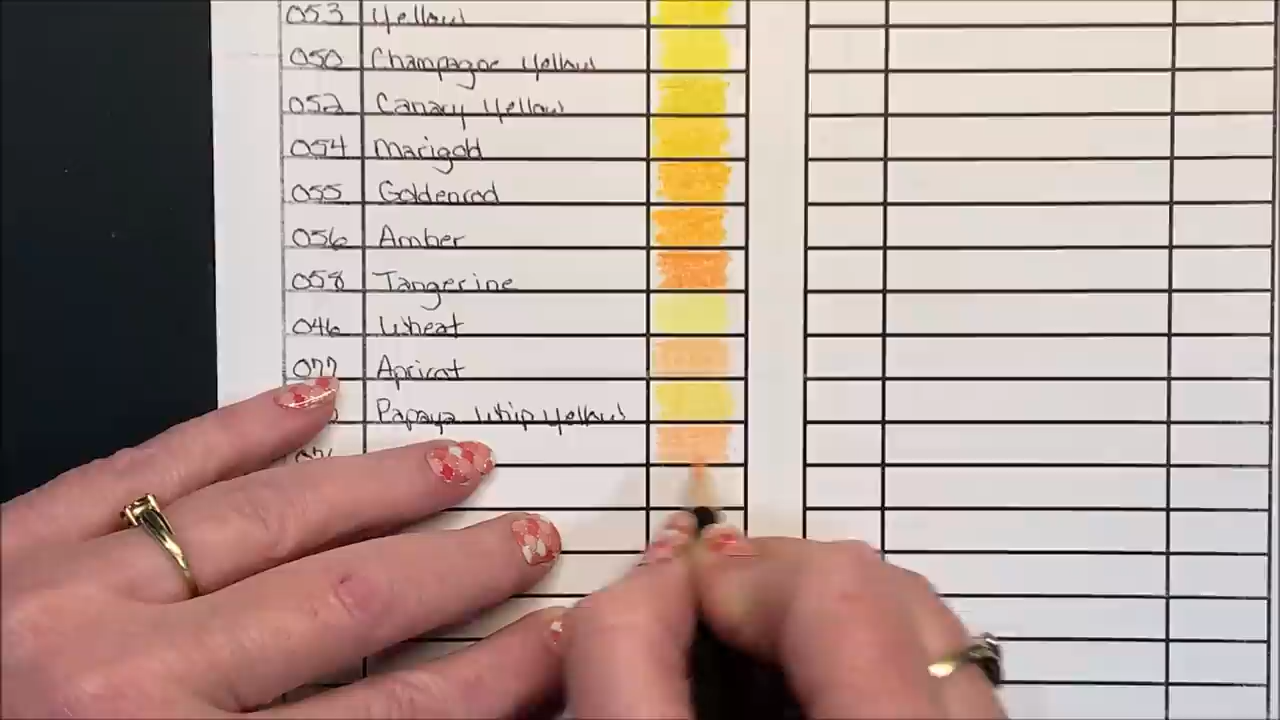 053 Yellow
050 Champagne Yellow
052 Canary Yellow
054 Marigold
055 Goldenrod
056 Amber
058 Tangerine
046 Wheat
077 Apricot
Papaya Whip Yellow